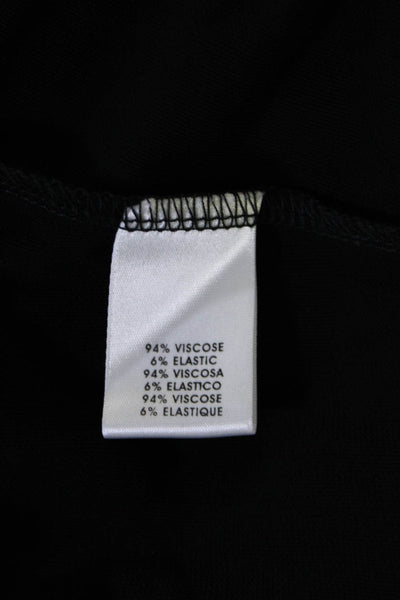 94% VISCOSE
6% ELASTIC
94% VISCOSA
6% ELASTICO
94% VISCOSE
6% ELASTIQUE